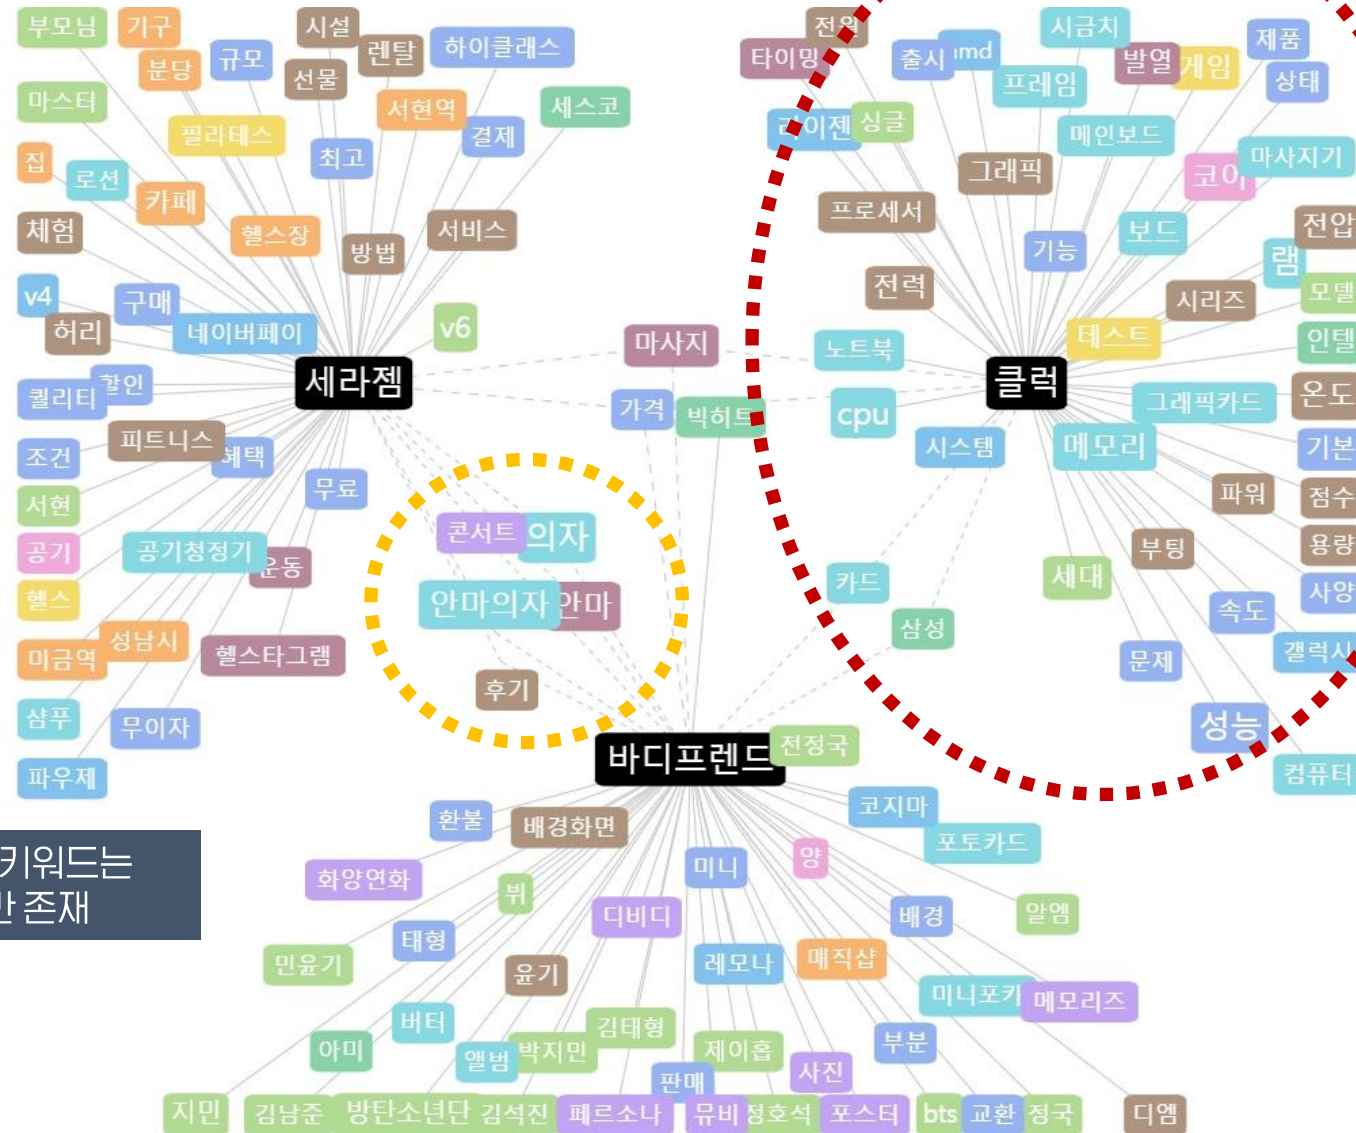 부모님
기구
시설
렌탈
하이클래스
분당
규모
선물
마스터
서현역
세스코
필라테스
결제
최고
집
로션
카페
체험
헬스장
방법
서비스
v4
구매
허리
네이버페이
v6
세라젬
퀄리티
할인
피트니스
조건
혜택
서현
무료
공기
공기청정기
운동
헬스
성남시
미금역
헬스타그램
샴푸
무이자
파우제
마사지
가격
빅히트
콘서트
의자
안마의자
안마
후기
전원
타이밍
출시
amd
시금치
제품
프레임
발열
게임
상태
라이젠
싱글
메인보드
그래픽
코어
마사지기
프로세서
기능
보드
전압
램
전력
시리즈
모델
테스트
인텔
노트북
클럭
cpu
그래픽카드
온도
시스템
메모리
기본
파워
점수
부팅
용량
카드
세대
사양
삼성
속도
갤럭시
문제
성능
컴퓨터
바디프렌드
전정국
환불
배경화면
코지마
포토카드
화양연화
뷔
미니
양
디비디
배경
알엠
태형
민윤기
윤기
레모나
매직샵
미니포카
메모리즈
버터
김태형
아미
앨범
박지민
제이홉
부분
판매
사진
지민
김남준
방탄소년단
김석진
페르소나
뮤비
정호석
포스터
bts
교환
정국
디엠
키워드는
존재